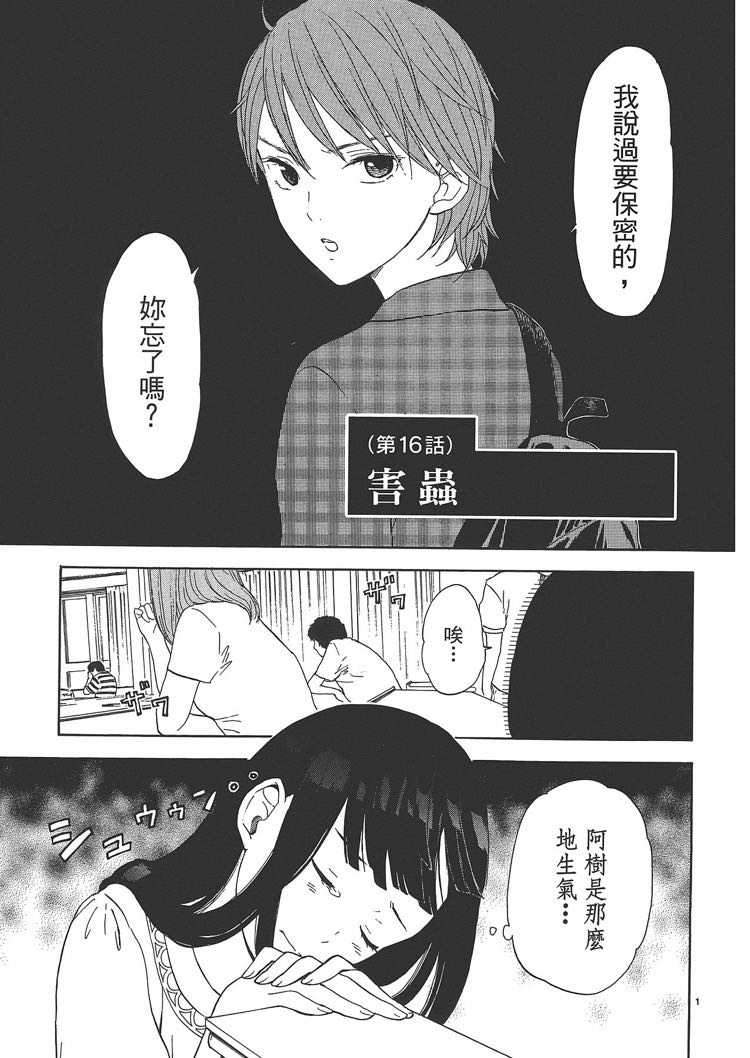 我說過要保密的，
妳忘了嗎？
（第16話）
害蟲
ザワ
唉…
ザワ
阿樹是那麼
地生氣…
シュウゥン
1